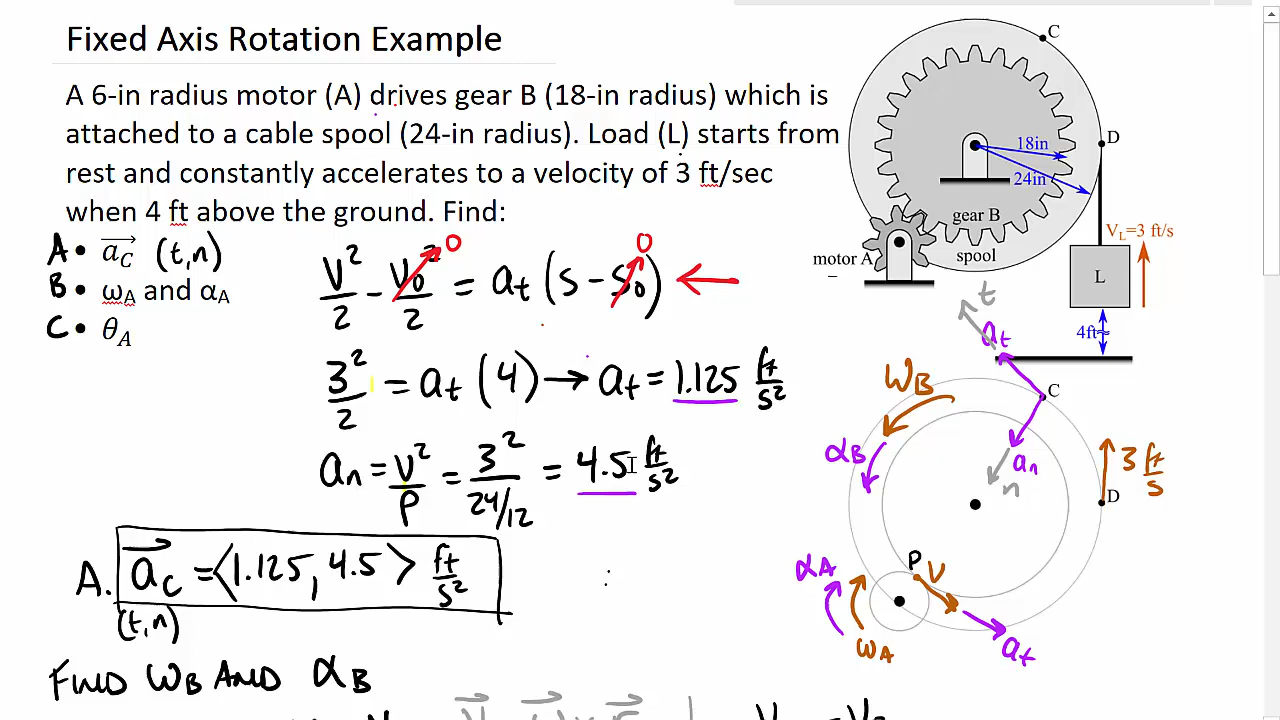 Fixed Axis Rotation Example
A 6-in radius motor (A) drives gear B (18-in radius) which is
attached to a cable spool (24-in radius). Load (L) starts from
rest and constantly accelerates to a velocity of 3 ft/sec
when 4 ft above the ground. Find:
A • a_C (t,n)
B • ω_A and α_A
C • θ_A
V²/2 - V₀²/2 = a_t (s - s₀) ←
0
0
3²/2 = a_t (4) → a_t = 1.125 ft/s²
a_n = V²/ρ = 3²/(24/12) = 4.5 ft/s²
A. a_C = <1.125, 4.5> ft/s²
(t,n)
FIND ω_B AND α_B
C
D
18in
24in
gear B
spool
motor A
V_L=3 ft/s
L
4ft
t
a_t
C
ω_B
α_B
a_n
n
3 ft/s
D
P
V
α_A
ω_A
a_t